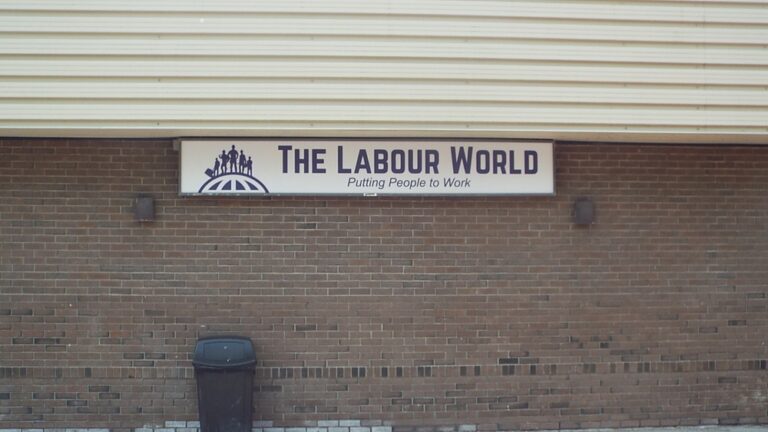 THE LABOUR WORLD
Putting People to Work